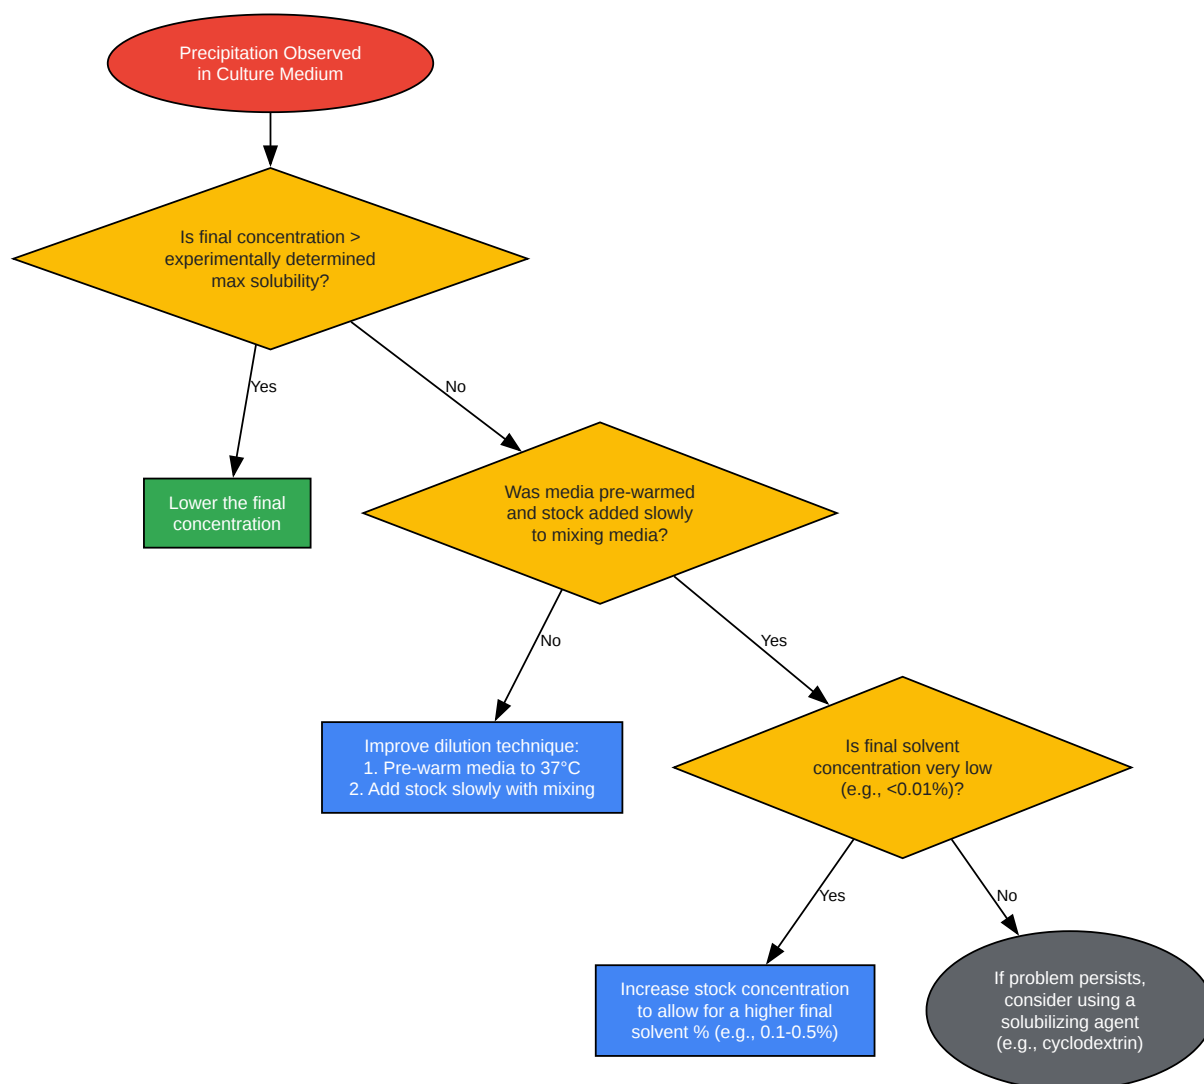 Precipitation Observed
in Culture Medium
Is final concentration >
experimentally determined
max solubility?
Yes
No
Lower the final
concentration
Was media pre-warmed
and stock added slowly
to mixing media?
No
Yes
Improve dilution technique:
1. Pre-warm media to 37°C
2. Add stock slowly with mixing
Is final solvent
concentration very low
(e.g., <0.01%)?
Yes
No
Increase stock concentration
to allow for a higher final
solvent % (e.g., 0.1-0.5%)
If problem persists,
consider using a
solubilizing agent
(e.g., cyclodextrin)